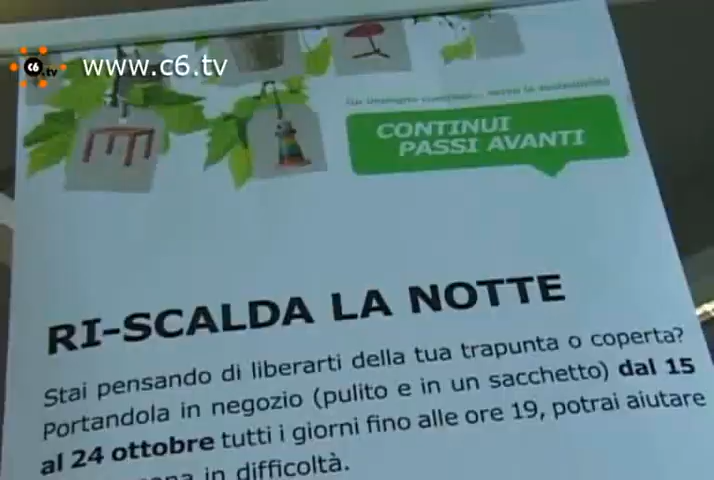 c6.tv
www.c6.tv
CONTINUI
PASSI AVANTI
RI-SCALDA LA NOTTE
Stai pensando di liberarti della tua trapunta o coperta?
Portandola in negozio (pulito e in un sacchetto) dal 15
al 24 ottobre tutti i giorni fino alle ore 19, potrai aiutare
in difficoltà.